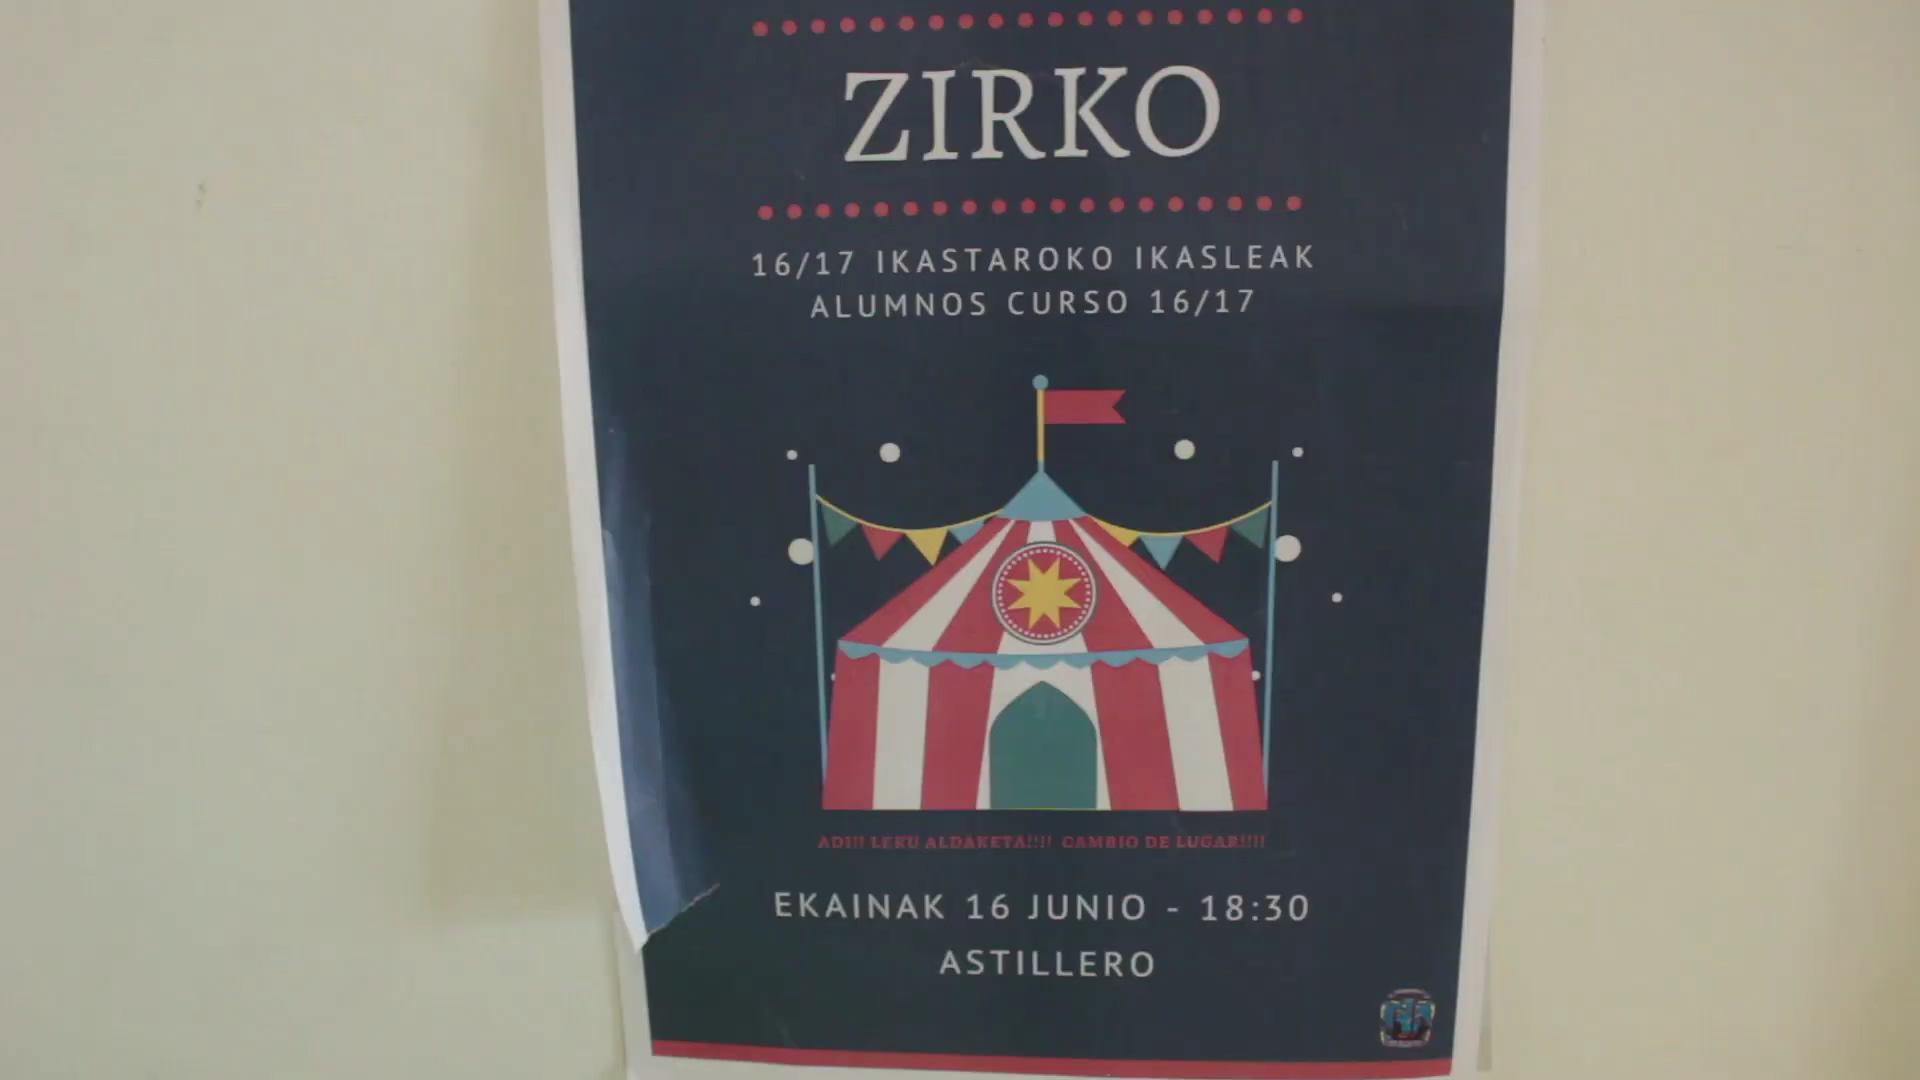 ZIRKO
16/17 IKASTAROKO IKASLEAK
ALUMNOS CURSO 16/17
ADI!! LEKU ALDAKETA!!!! CAMBIO DE LUGAR!!!!
EKAINAK 16 JUNIO - 18:30
ASTILLERO